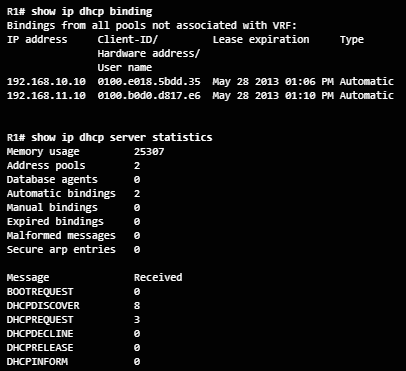 R1# show ip dhcp binding
Bindings from all pools not associated with VRF:
IP address Client-ID/ Lease expiration Type
Hardware address/
User name
192.168.10.10 0100.e018.5bdd.35 May 28 2013 01:06 PM Automatic
192.168.11.10 0100.b0d0.d817.e6 May 28 2013 01:10 PM Automatic
R1# show ip dhcp server statistics
Memory usage 25307
Address pools 2
Database agents 0
Automatic bindings 2
Manual bindings 0
Expired bindings 0
Malformed messages 0
Secure arp entries 0
Message Received
BOOTREQUEST 0
DHCPDISCOVER 8
DHCPREQUEST 3
DHCPDECLINE 0
DHCPRELEASE 0
DHCPINFORM 0